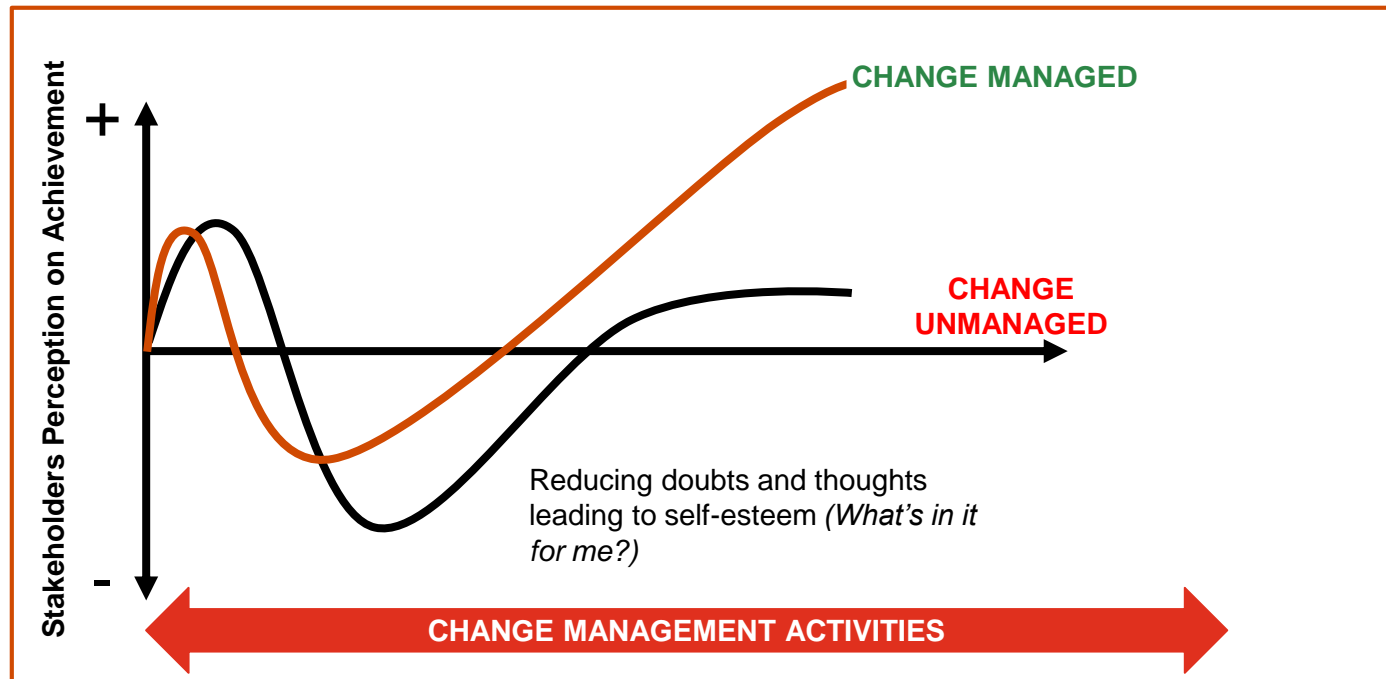 Stakeholders Perception on Achievement
+
-
CHANGE MANAGED
CHANGE
UNMANAGED
Reducing doubts and thoughts
leading to self-esteem (What’s in it
for me?)
CHANGE MANAGEMENT ACTIVITIES